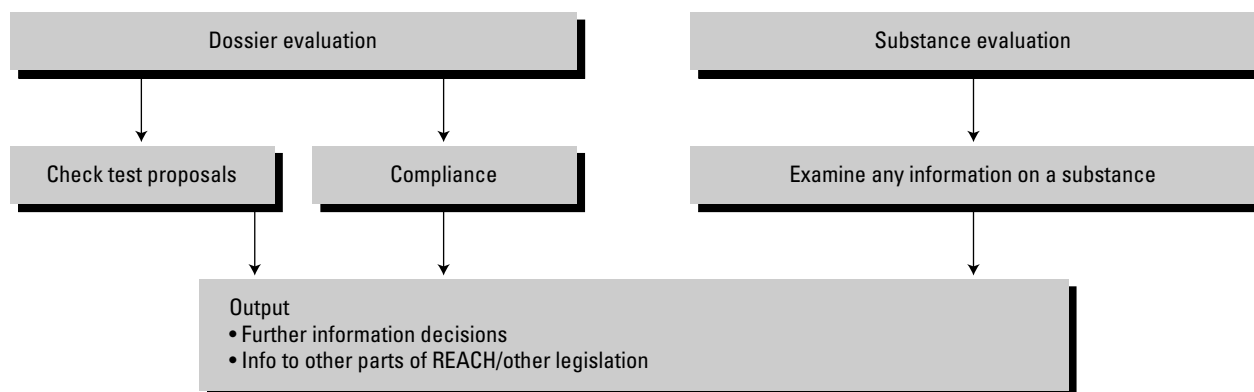 Dossier evaluation
Substance evaluation
Check test proposals
Compliance
Examine any information on a substance
Output
• Further information decisions
• Info to other parts of REACH/other legislation